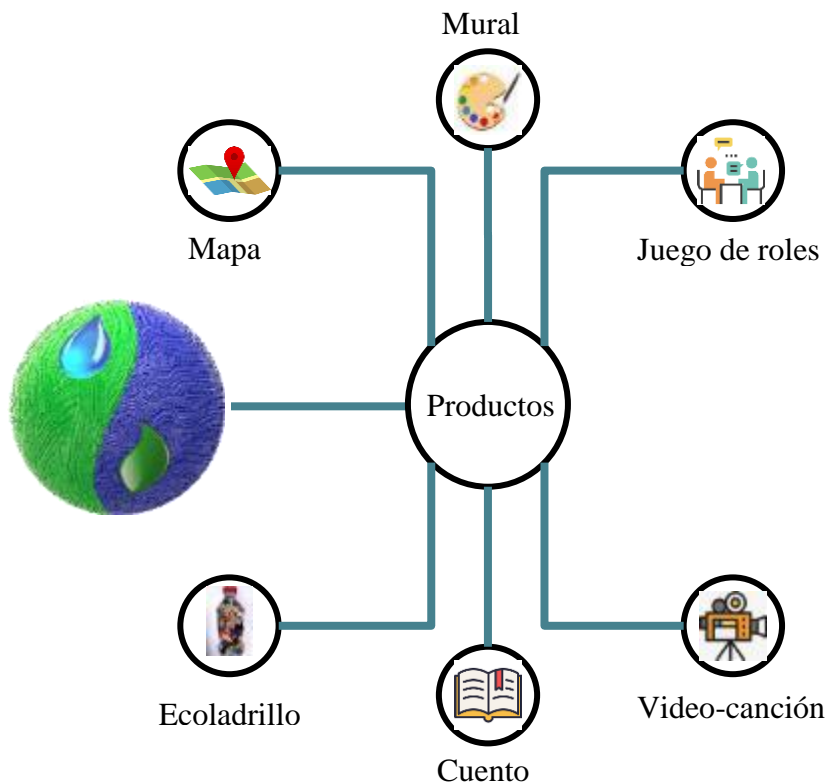 Mural
Mapa
Juego de roles
Productos
Ecoladrillo
Video-canción
Cuento